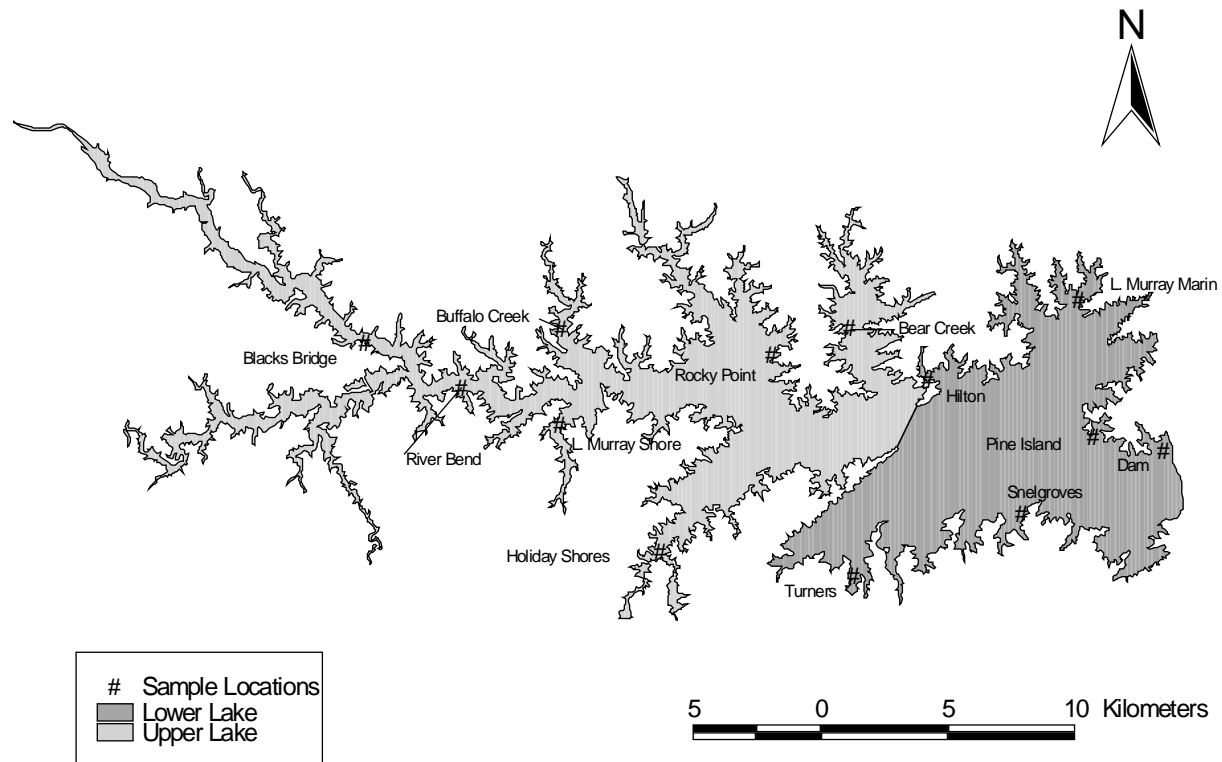 N
L. Murray Marin
Buffalo Creek
Bear Creek
Blacks Bridge
Rocky Point
Hilton
L. Murray Shore
Pine Island
River Bend
Dam
Snelgroves
Holiday Shores
Turners
# Sample Locations
Lower Lake
Upper Lake
5 0 5 10 Kilometers